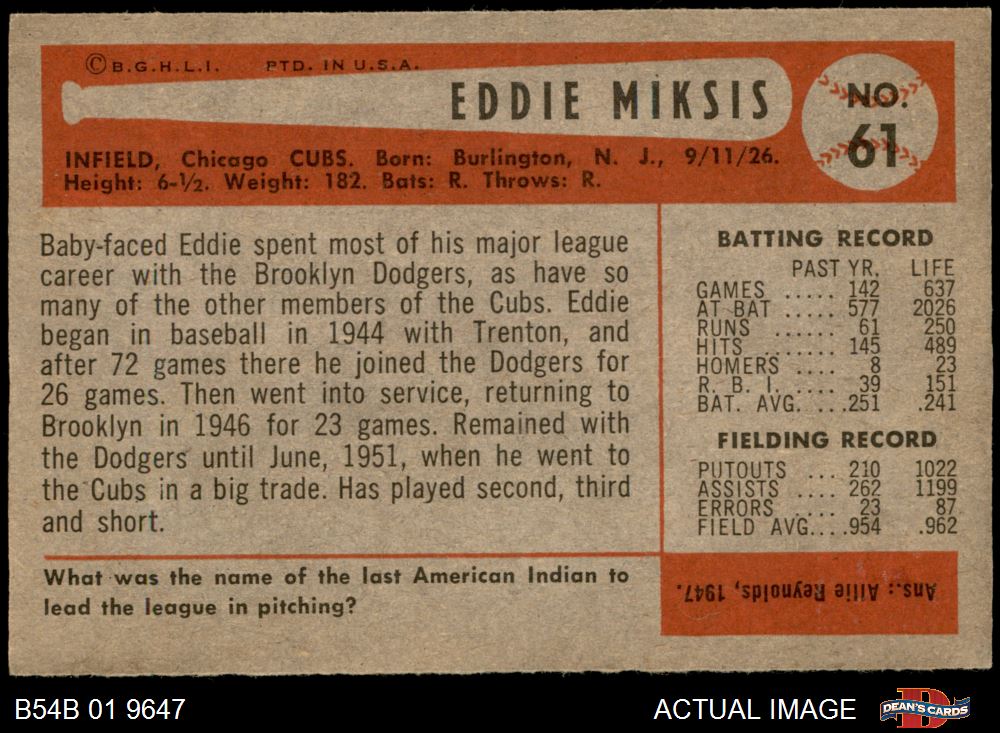 © B.G.H.L.I. PTD. IN U.S.A.
EDDIE MIKSIS
NO.
61
INFIELD, Chicago CUBS. Born: Burlington, N. J., 9/11/26.
Height: 6-½. Weight: 182. Bats: R. Throws: R.
Baby-faced Eddie spent most of his major league
career with the Brooklyn Dodgers, as have so
many of the other members of the Cubs. Eddie
began in baseball in 1944 with Trenton, and
after 72 games there he joined the Dodgers for
26 games. Then went into service, returning to
Brooklyn in 1946 for 23 games. Remained with
the Dodgers until June, 1951, when he went to
the Cubs in a big trade. Has played second, third
and short.
BATTING RECORD
PAST YR. LIFE
GAMES ..... 142 637
AT BAT ..... 577 2026
RUNS ...... 61 250
HITS ....... 145 489
HOMERS .... 8 23
R. B. I. .... 39 151
BAT. AVG. ...251 .241
FIELDING RECORD
PUTOUTS ... 210 1022
ASSISTS .... 262 1199
ERRORS .... 23 87
FIELD AVG....954 .962
What was the name of the last American Indian to
lead the league in pitching?
Ans.: Allie Reynolds, 1947.
B54B 01 9647
ACTUAL IMAGE
DEAN'S CARDS